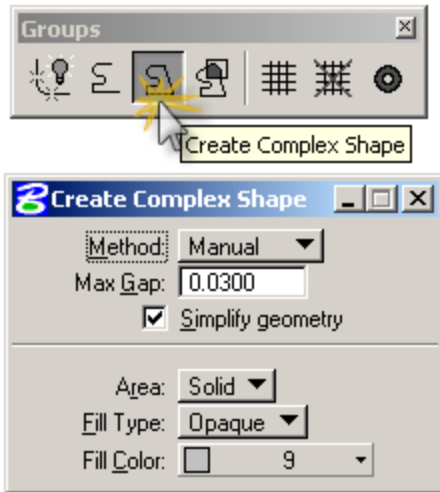 Groups
Create Complex Shape
Create Complex Shape
Method: Manual
Max Gap: 0.0300
Simplify geometry
Area: Solid
Fill Type: Opaque
Fill Color: 9